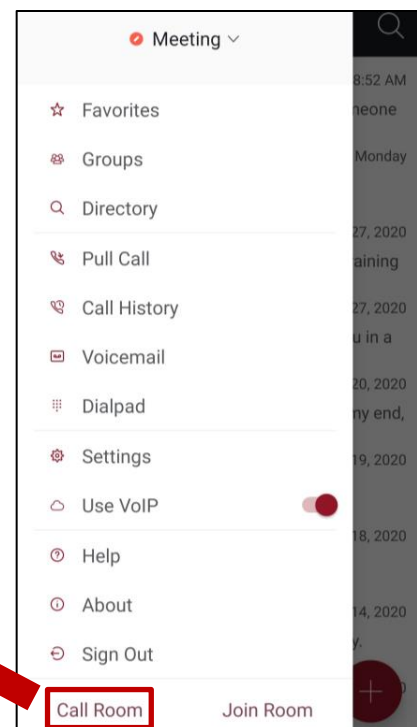 Meeting
8:52 AM
neone
Favorites
Groups
Monday
Directory
27, 2020
aining
Pull Call
Call History
27, 2020
u in a
Voicemail
20, 2020
Dialpad
my end,
Settings
19, 2020
Use VoIP
18, 2020
Help
About
14, 2020
y.
Sign Out
Call Room
Join Room